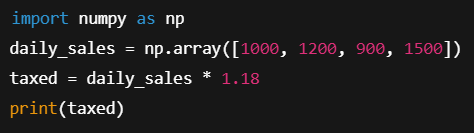 import numpy as np
daily_sales = np.array([1000, 1200, 900, 1500])
taxed = daily_sales * 1.18
print(taxed)